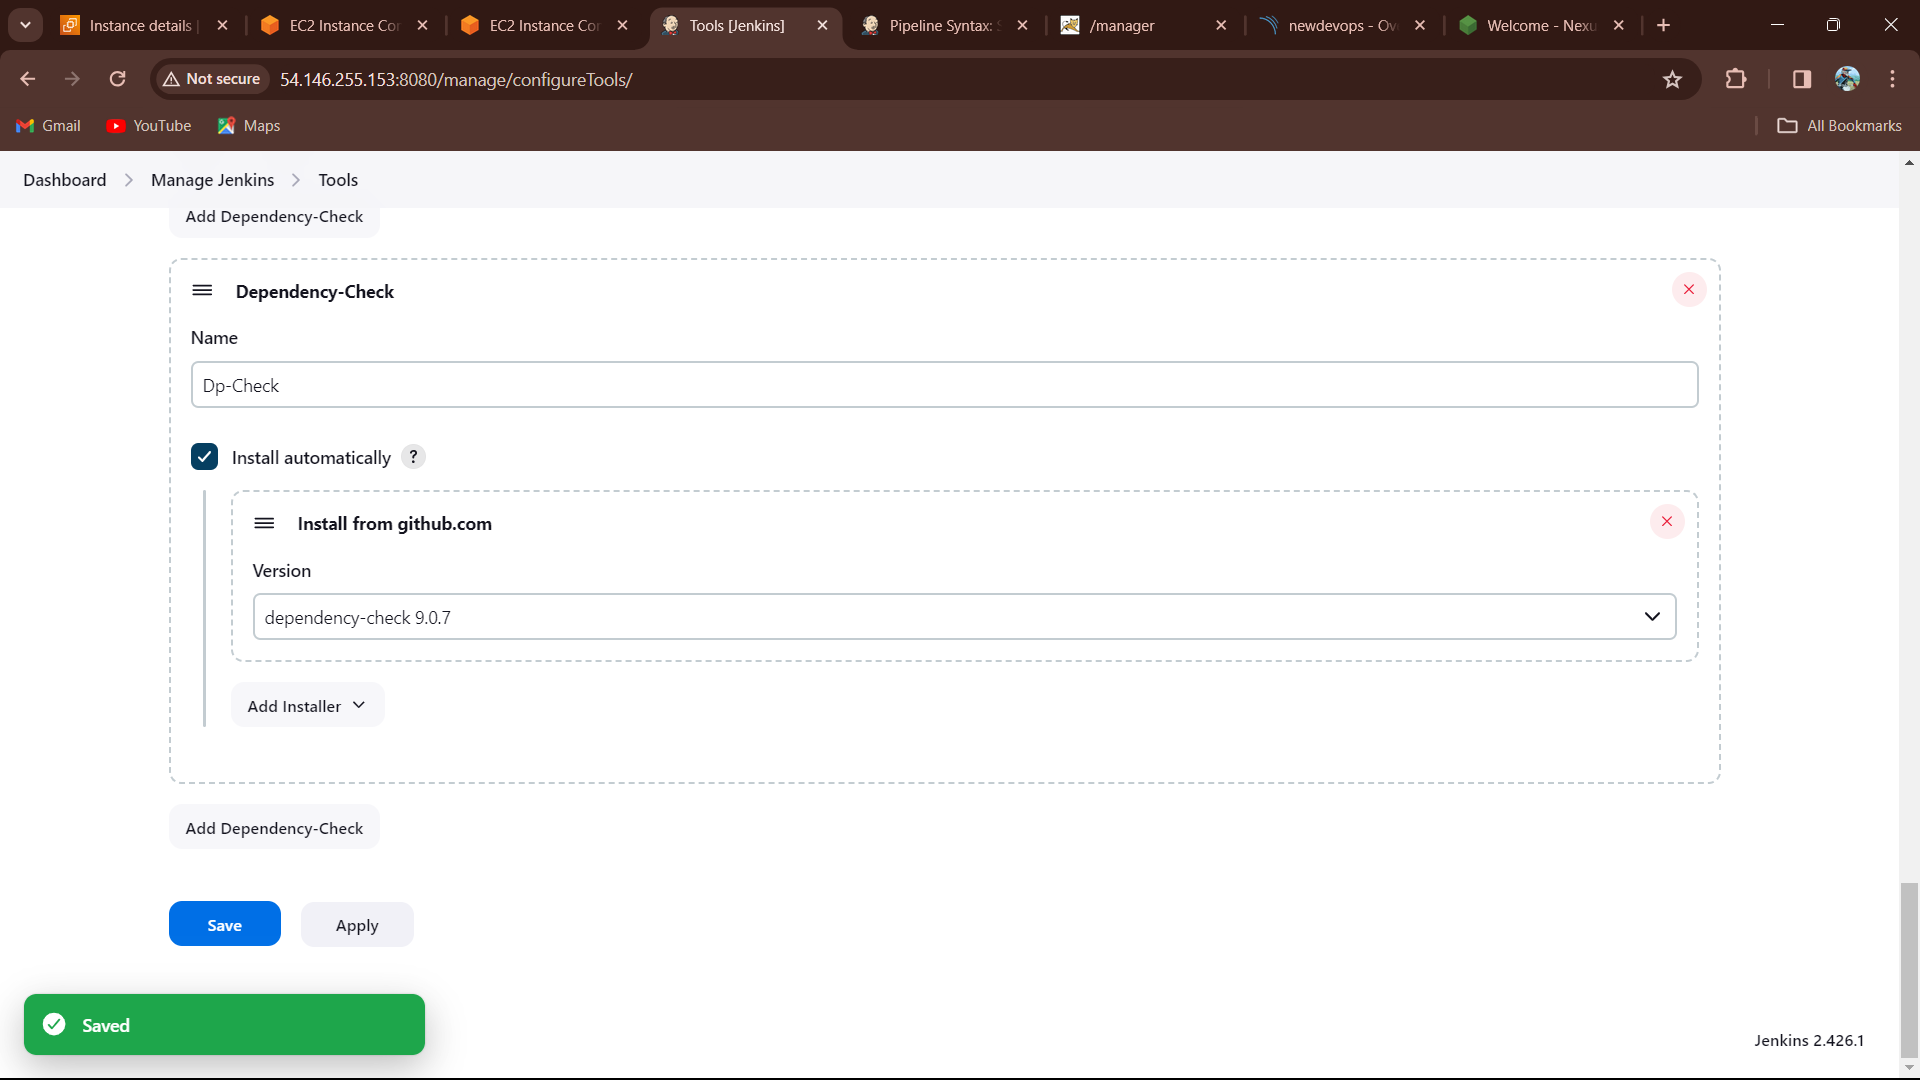 Instance details |
EC2 Instance Con
EC2 Instance Con
Tools [Jenkins]
Pipeline Syntax: S
/manager
newdevops - Ove
Welcome - Nexu
Not secure
54.146.255.153:8080/manage/configureTools/
Gmail
YouTube
Maps
All Bookmarks
Dashboard
Manage Jenkins
Tools
Add Dependency-Check
Dependency-Check
Name
Dp-Check
Install automatically ?
Install from github.com
Version
dependency-check 9.0.7
Add Installer
Add Dependency-Check
Save
Apply
Saved
Jenkins 2.426.1